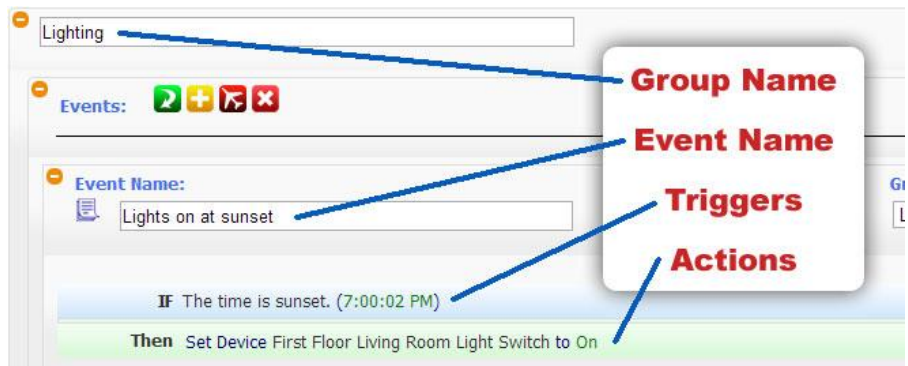 Lighting
Group Name
Events:
Event Name
Event Name:
Triggers
Lights on at sunset
Actions
IF The time is sunset. (7:00:02 PM)
Then Set Device First Floor Living Room Light Switch to On